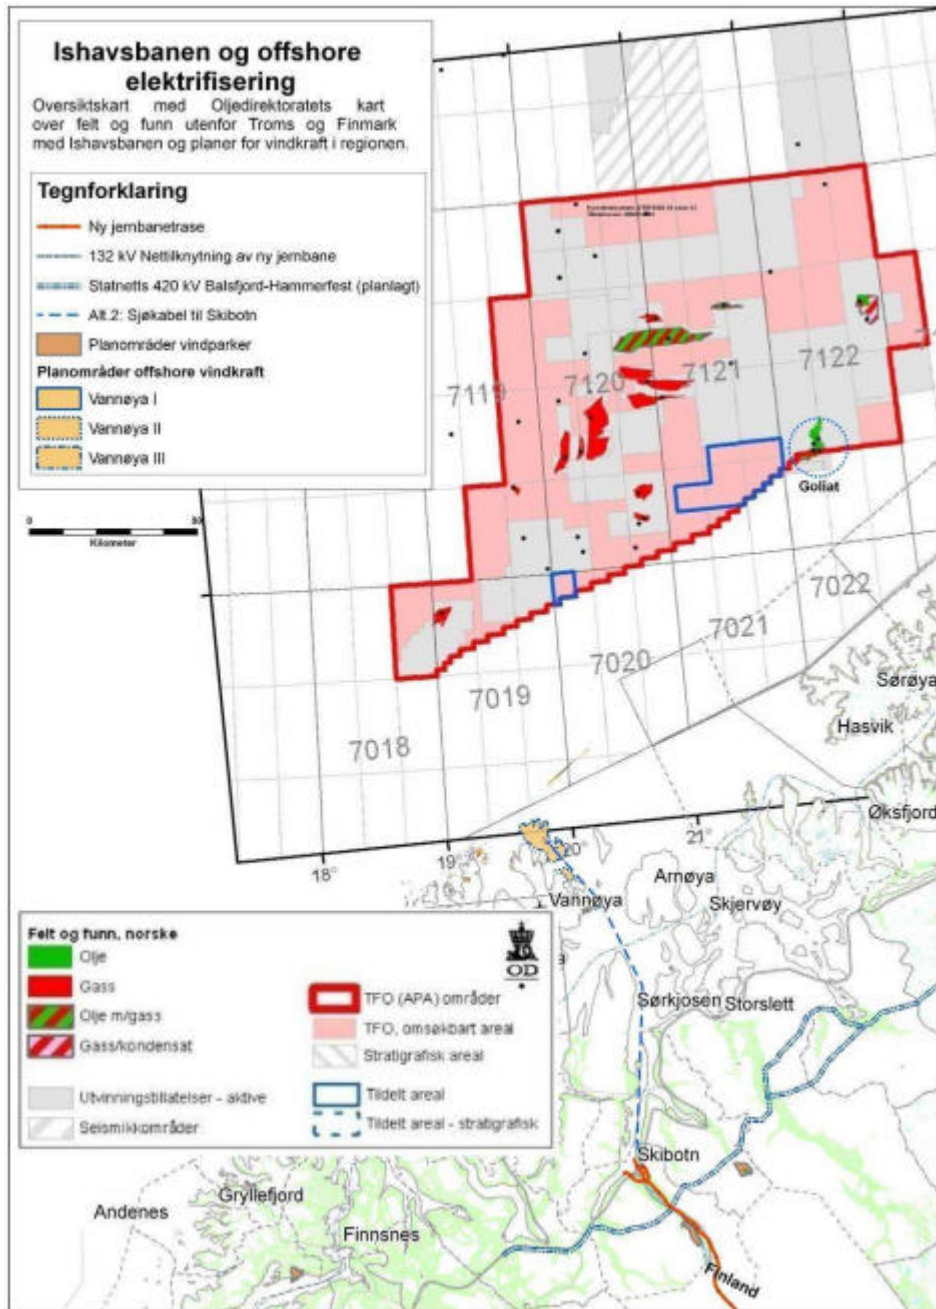 Ishavsbanen og offshore
elektrifisering
Oversiktskart med Oljedirektoratets kart
over felt og funn utenfor Troms og Finmark
med Ishavsbanen og planer for vindkraft i regionen.
Tegnforklaring
Ny jernbanetrase
132 kV Nettilknytning av ny jernbane
Statnetts 420 kV Balsfjord-Hammerfest (planlagt)
Alt.2: Sjøkabel til Skibotn
Planområder vindparker
Planområder offshore vindkraft
Vannøya I
Vannøya II
Vannøya III
0
Kilometer
7119
7120
7121
7122
Goliat
7018
7019
7020
7021
7022
Sørøya
Hasvik
Øksfjord
18°
19°
20
21°
Vannøya
Arnøya
Skjervøy
Sørkjosen
Storslett
Skibotn
Finland
Andenes
Gryllefjord
Finnsnes
Felt og funn, norske
Olje
Gass
Olje m/gass
Gass/kondensat
Utvinningstillatelser - aktive
Seismikkområder
OD
TFO (APA) områder
TFO, omsøkbart areal
Stratigrafisk areal
Tildelt areal
Tildelt areal - stratigrafisk